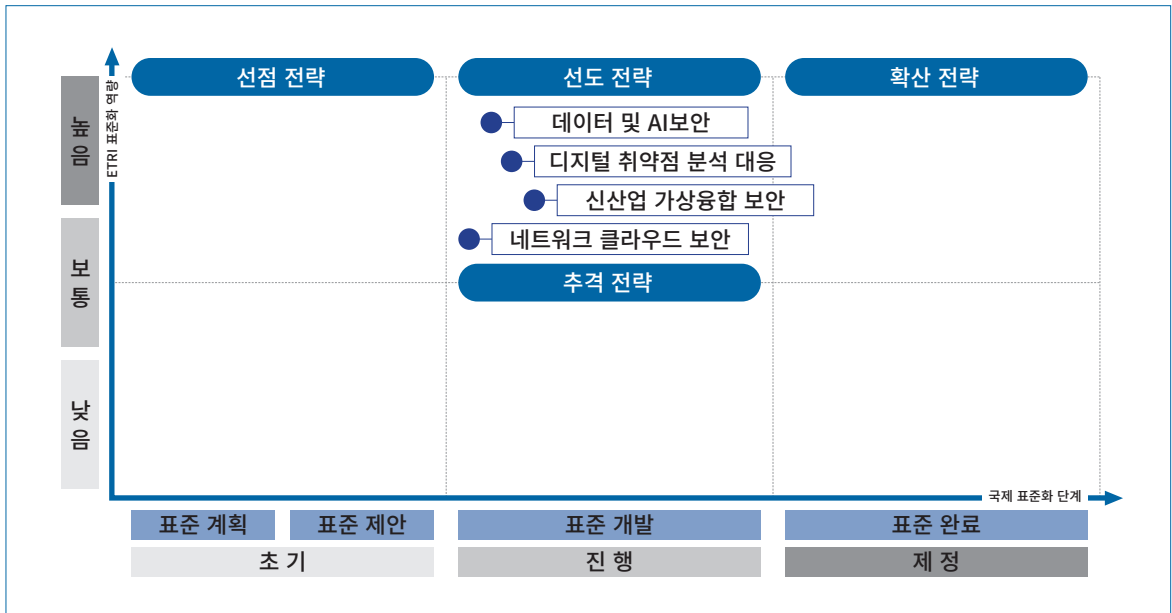 선점 전략
선도 전략
확산 전략
ETRI 표준화 역량
높음
데이터 및 AI보안
디지털 취약점 분석 대응
신산업 가상융합 보안
네트워크 클라우드 보안
보통
추격 전략
낮음
국제 표준화 단계
표준 계획
표준 제안
표준 개발
표준 완료
초 기
진 행
제 정